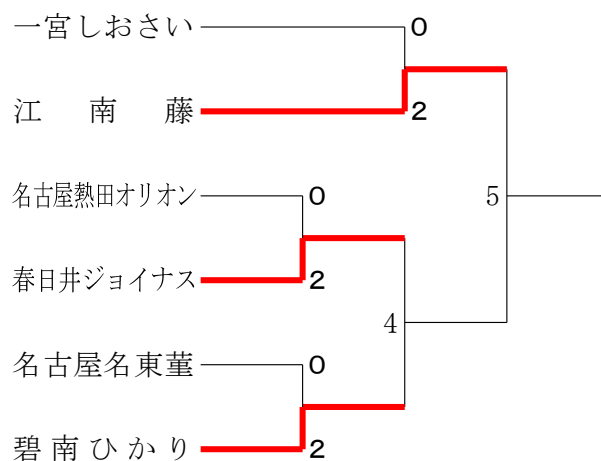 一宮しおさい 0
江南藤 2
名古屋熱田オリオン 0
5
春日井ジョイナス 2
4
名古屋名東菫 0
碧南ひかり 2